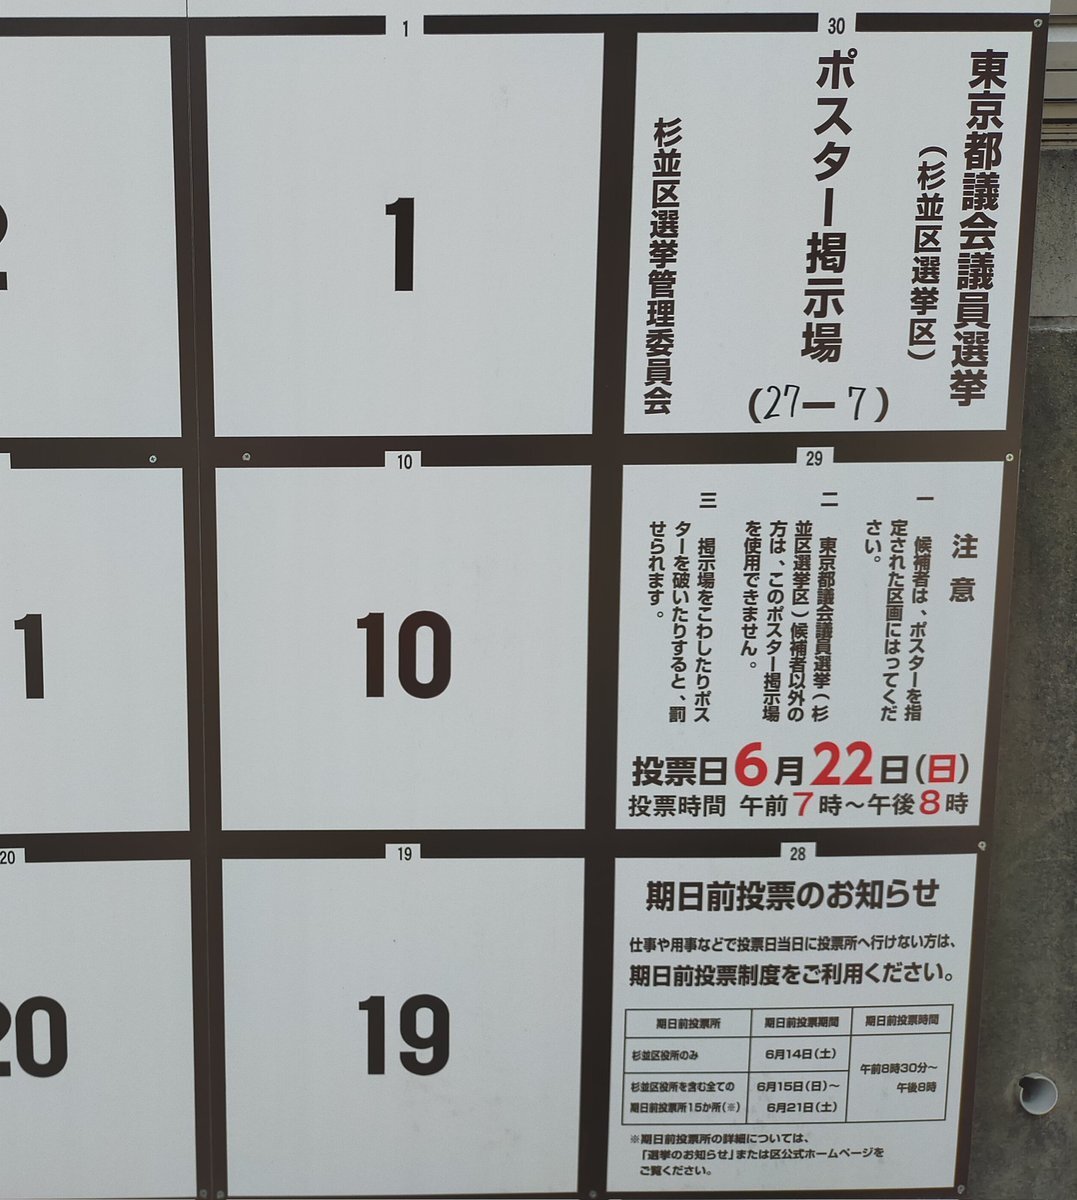 30
東京都議会議員選挙
(杉並区選挙区)
ポスター掲示場
(27ー7)
杉並区選挙管理委員会
1
1
2
29
注意
一 候補者は、ポスターを指
定された区画にはってくだ
さい。
二 東京都議会議員選挙(杉
並区選挙区)候補者以外の
方は、このポスター掲示場
を使用できません。
三 掲示場をこわしたりポス
ターを破いたりすると、罰
せられます。
投票日6月22日(日)
投票時間 午前7時~午後8時
10
10
1
28
期日前投票のお知らせ
仕事や用事などで投票日当日に投票所へ行けない方は、
期日前投票制度をご利用ください。
期日前投票所 期日前投票期間 期日前投票時間
杉並区役所のみ 6月14日(土) 午前8時30分~
午後8時
杉並区役所を含む全ての 6月15日(日)~
期日前投票所15か所(※) 6月21日(土)
※期日前投票所の詳細については、
「選挙のお知らせ」または区公式ホームページを
ご覧ください。
19
19
20
20